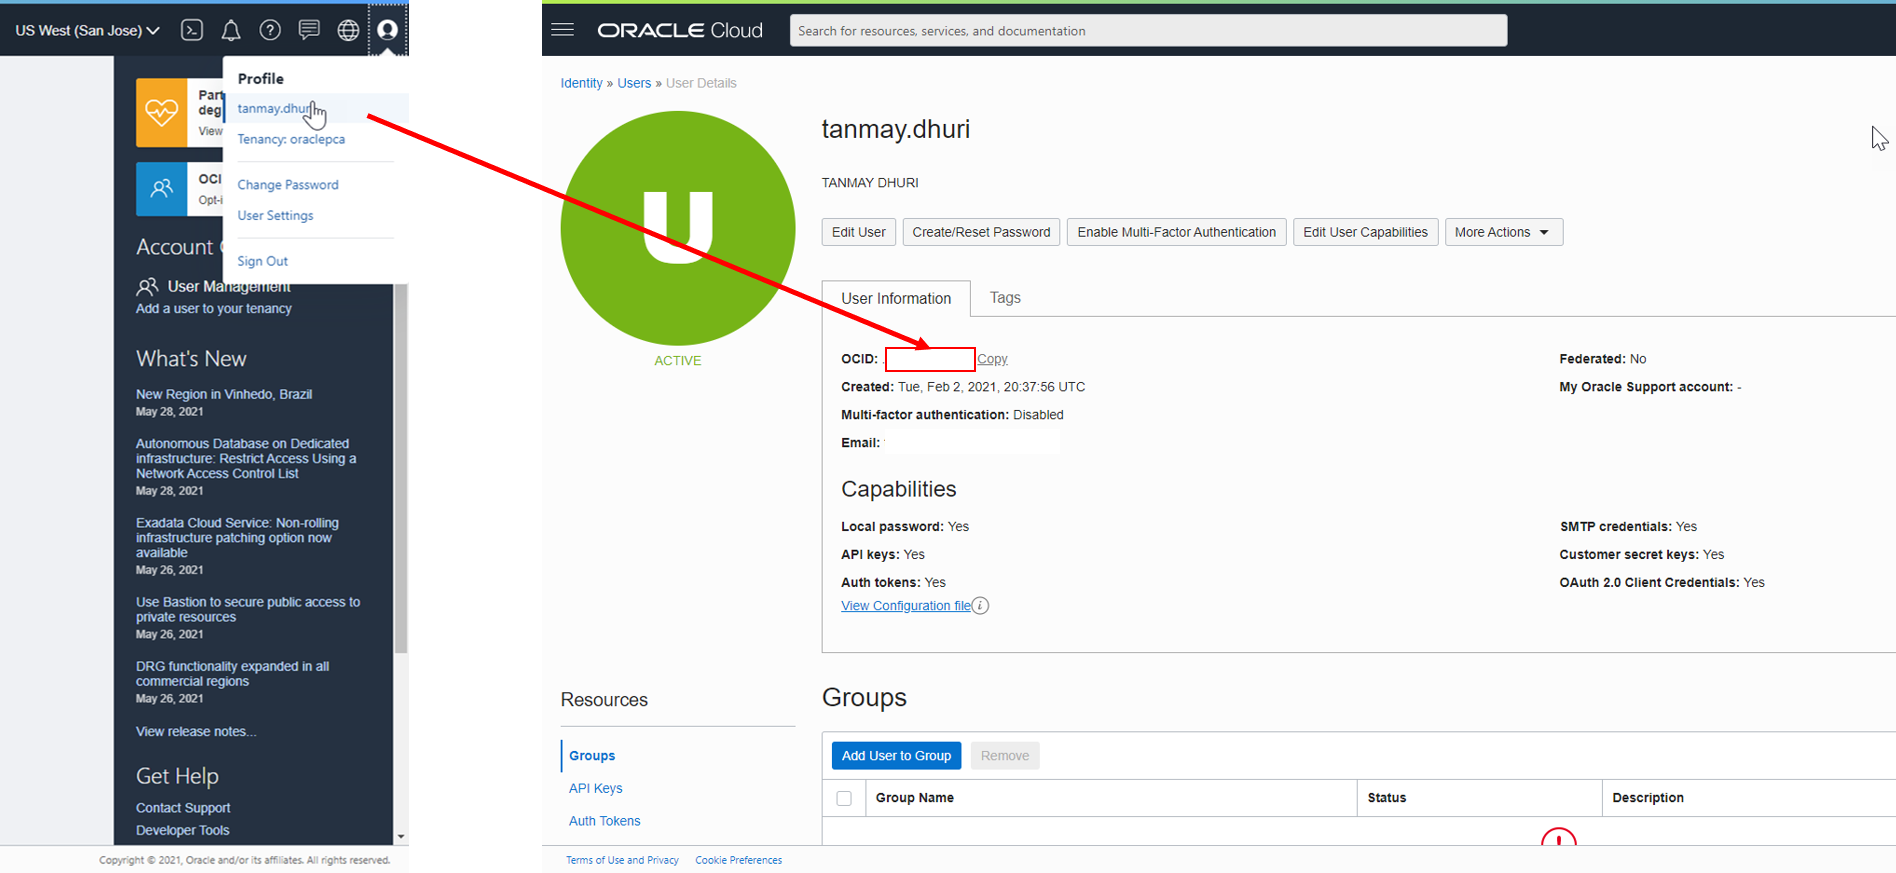 US West (San Jose)
Profile
tanmay.dhuri
Tenancy: oraclepca
Change Password
User Settings
Sign Out
Part
deg
View
OCI
Opt-i
Account
User Management
Add a user to your tenancy
What's New
New Region in Vinhedo, Brazil
May 28, 2021
Autonomous Database on Dedicated
infrastructure: Restrict Access Using a
Network Access Control List
May 28, 2021
Exadata Cloud Service: Non-rolling
infrastructure patching option now
available
May 26, 2021
Use Bastion to secure public access to
private resources
May 26, 2021
DRG functionality expanded in all
commercial regions
May 26, 2021
View release notes...
Get Help
Contact Support
Developer Tools
Copyright © 2021, Oracle and/or its affiliates. All rights reserved.
ORACLE Cloud
Search for resources, services, and documentation
Identity » Users » User Details
U
ACTIVE
tanmay.dhuri
TANMAY DHURI
Edit User Create/Reset Password Enable Multi-Factor Authentication Edit User Capabilities More Actions
User Information Tags
OCID: Copy Federated: No
Created: Tue, Feb 2, 2021, 20:37:56 UTC My Oracle Support account: -
Multi-factor authentication: Disabled
Email:
Capabilities
Local password: Yes SMTP credentials: Yes
API keys: Yes Customer secret keys: Yes
Auth tokens: Yes OAuth 2.0 Client Credentials: Yes
View Configuration file i
Resources
Groups
API Keys
Auth Tokens
Groups
Add User to Group Remove
Group Name Status Description
Terms of Use and Privacy Cookie Preferences